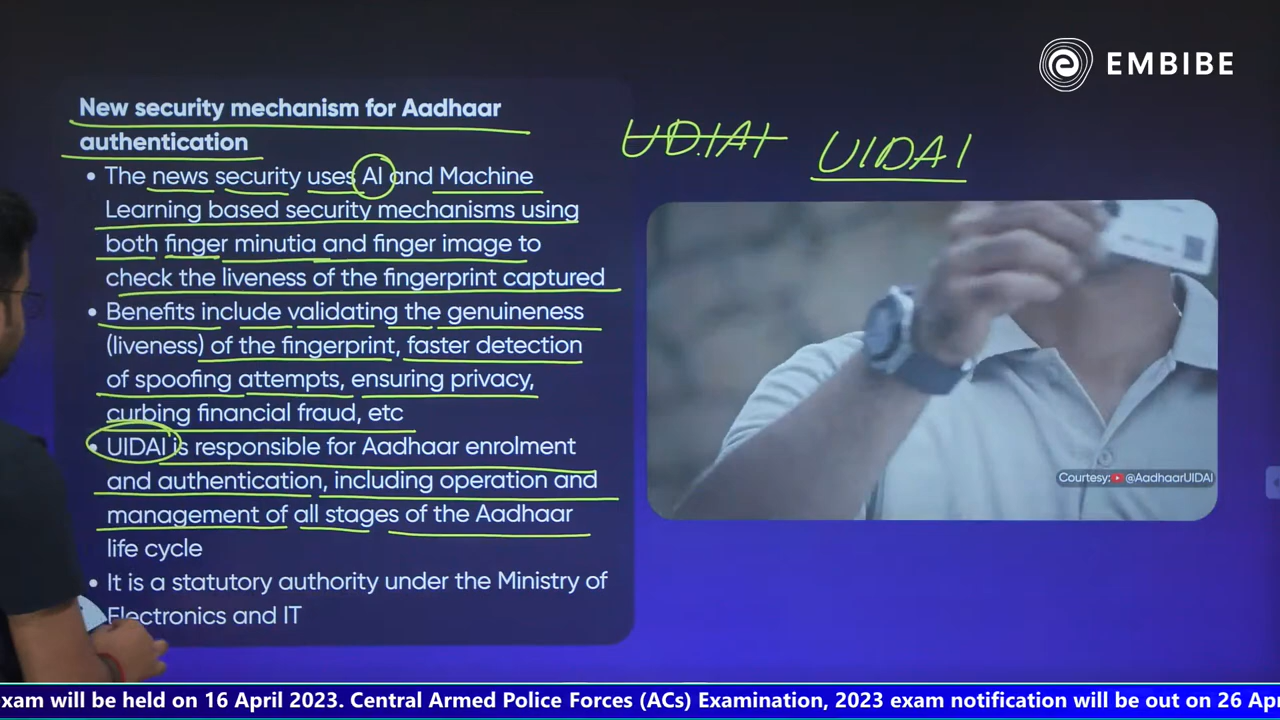 EMBIBE
New security mechanism for Aadhaar
authentication
• The news security uses AI and Machine
Learning based security mechanisms using
both finger minutia and finger image to
check the liveness of the fingerprint captured
• Benefits include validating the genuineness
(liveness) of the fingerprint, faster detection
of spoofing attempts, ensuring privacy,
curbing financial fraud, etc
• UIDAI is responsible for Aadhaar enrolment
and authentication, including operation and
management of all stages of the Aadhaar
life cycle
• It is a statutory authority under the Ministry of
Electronics and IT
UDIAI UIDAI
Courtesy: @AadhaarUIDAI
exam will be held on 16 April 2023. Central Armed Police Forces (ACs) Examination, 2023 exam notification will be out on 26 Apr